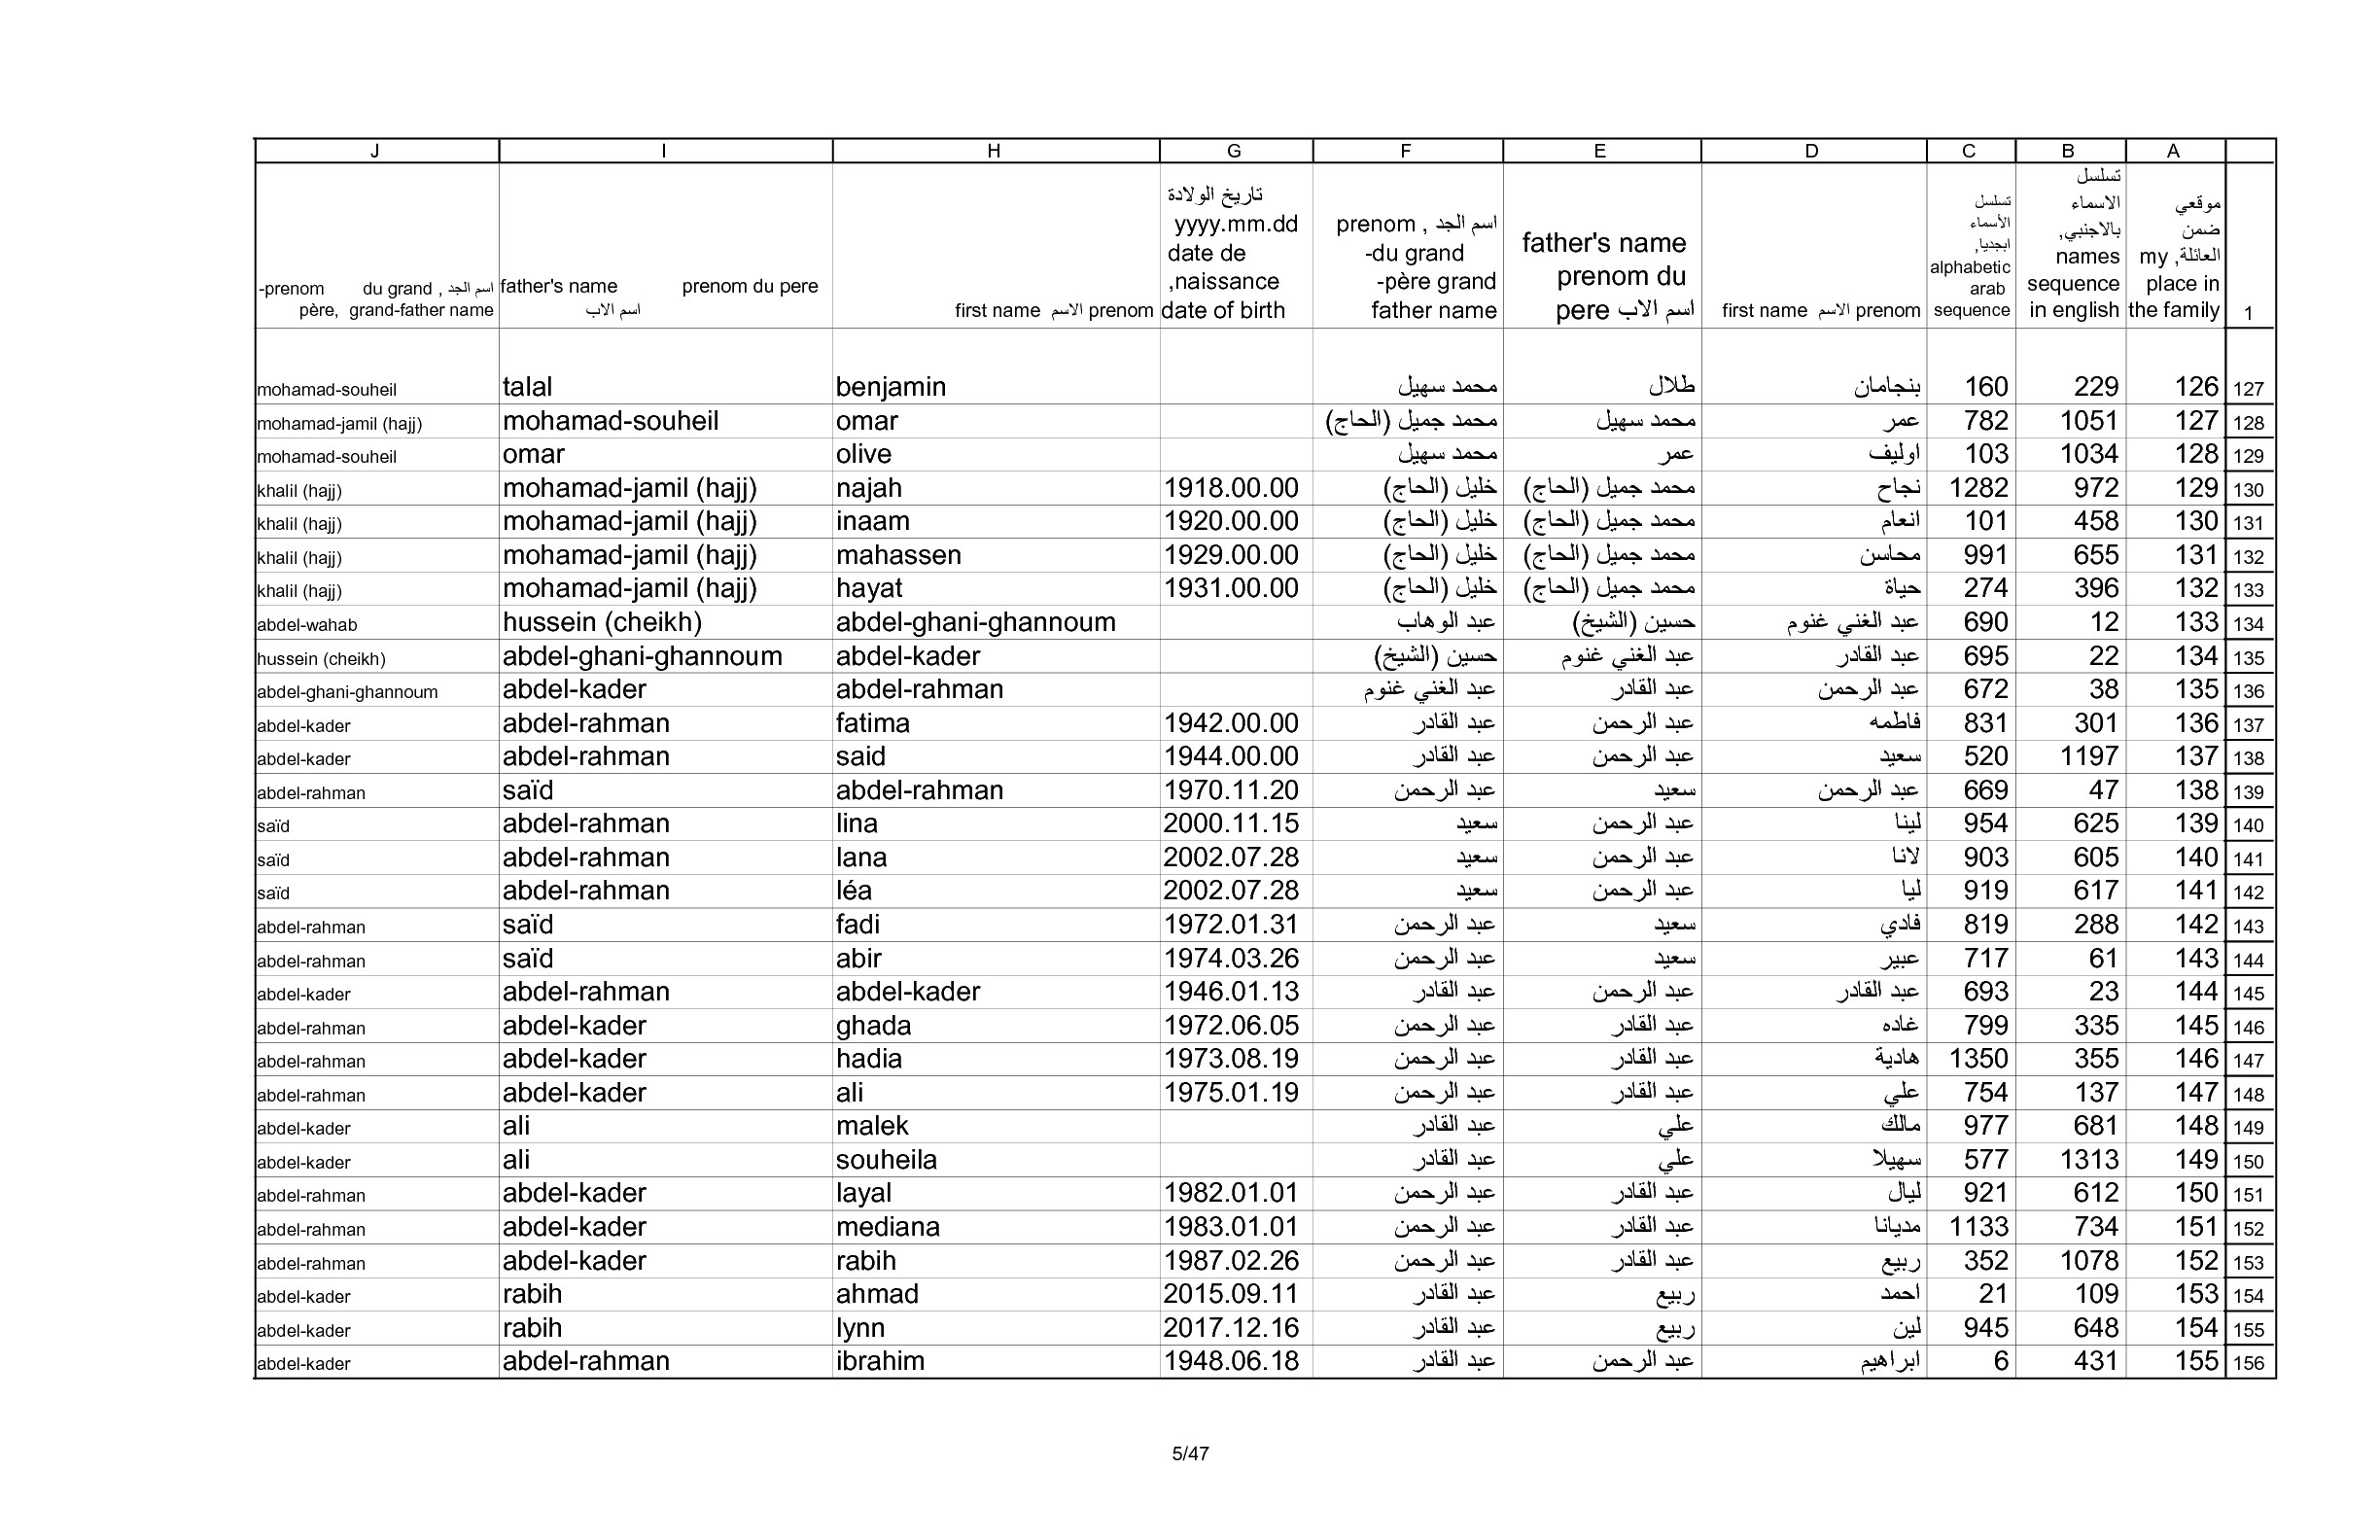 J I H G F E D C B A
-prenom du grand , اسم الجد père, grand-father name
father's name prenom du pere اسم الاب
first name الاسم prenom
تاريخ الولادة yyyy.mm.dd date de naissance, date of birth
prenom , اسم الجد -du grand -père grand father name
father's name prenom du pere اسم الاب
first name الاسم prenom
تسلسل الأسماء ابجديا, alphabetic arab sequence
تسلسل الاسماء بالاجنبي, names sequence in english
موقعي ضمن العائلة, my place in the family
1
mohamad-souheil talal benjamin محمد سهيل طلال بنجامان 160 229 126 127
mohamad-jamil (hajj) mohamad-souheil omar محمد جميل (الحاج) محمد سهيل عمر 782 1051 127 128
mohamad-souheil omar olive محمد سهيل عمر اوليف 103 1034 128 129
khalil (hajj) mohamad-jamil (hajj) najah 1918.00.00 خليل (الحاج) محمد جميل (الحاج) نجاح 1282 972 129 130
khalil (hajj) mohamad-jamil (hajj) inaam 1920.00.00 خليل (الحاج) محمد جميل (الحاج) انعام 101 458 130 131
khalil (hajj) mohamad-jamil (hajj) mahassen 1929.00.00 خليل (الحاج) محمد جميل (الحاج) محاسن 991 655 131 132
khalil (hajj) mohamad-jamil (hajj) hayat 1931.00.00 خليل (الحاج) محمد جميل (الحاج) حياة 274 396 132 133
abdel-wahab hussein (cheikh) abdel-ghani-ghannoum عبد الوهاب حسين (الشيخ) عبد الغني غنوم 690 12 133 134
hussein (cheikh) abdel-ghani-ghannoum abdel-kader حسين (الشيخ) عبد الغني غنوم عبد القادر 695 22 134 135
abdel-ghani-ghannoum abdel-kader abdel-rahman عبد الغني غنوم عبد القادر عبد الرحمن 672 38 135 136
abdel-kader abdel-rahman fatima 1942.00.00 عبد القادر عبد الرحمن فاطمه 831 301 136 137
abdel-kader abdel-rahman said 1944.00.00 عبد القادر عبد الرحمن سعيد 520 1197 137 138
abdel-rahman saïd abdel-rahman 1970.11.20 عبد الرحمن سعيد عبد الرحمن 669 47 138 139
saïd abdel-rahman lina 2000.11.15 سعيد عبد الرحمن لينا 954 625 139 140
saïd abdel-rahman lana 2002.07.28 سعيد عبد الرحمن لانا 903 605 140 141
saïd abdel-rahman léa 2002.07.28 سعيد عبد الرحمن ليا 919 617 141 142
abdel-rahman saïd fadi 1972.01.31 عبد الرحمن سعيد فادي 819 288 142 143
abdel-rahman saïd abir 1974.03.26 عبد الرحمن سعيد عبير 717 61 143 144
abdel-kader abdel-rahman abdel-kader 1946.01.13 عبد القادر عبد الرحمن عبد القادر 693 23 144 145
abdel-rahman abdel-kader ghada 1972.06.05 عبد الرحمن عبد القادر غاده 799 335 145 146
abdel-rahman abdel-kader hadia 1973.08.19 عبد الرحمن عبد القادر هادية 1350 355 146 147
abdel-rahman abdel-kader ali 1975.01.19 عبد الرحمن عبد القادر علي 754 137 147 148
abdel-kader ali malek عبد القادر علي مالك 977 681 148 149
abdel-kader ali souheila عبد القادر علي سهيلا 577 1313 149 150
abdel-rahman abdel-kader layal 1982.01.01 عبد الرحمن عبد القادر ليال 921 612 150 151
abdel-rahman abdel-kader mediana 1983.01.01 عبد الرحمن عبد القادر مديانا 1133 734 151 152
abdel-rahman abdel-kader rabih 1987.02.26 عبد الرحمن عبد القادر ربيع 352 1078 152 153
abdel-kader rabih ahmad 2015.09.11 عبد القادر ربيع احمد 21 109 153 154
abdel-kader rabih lynn 2017.12.16 عبد القادر ربيع لين 945 648 154 155
abdel-kader abdel-rahman ibrahim 1948.06.18 عبد القادر عبد الرحمن ابراهيم 6 431 155 156
5/47